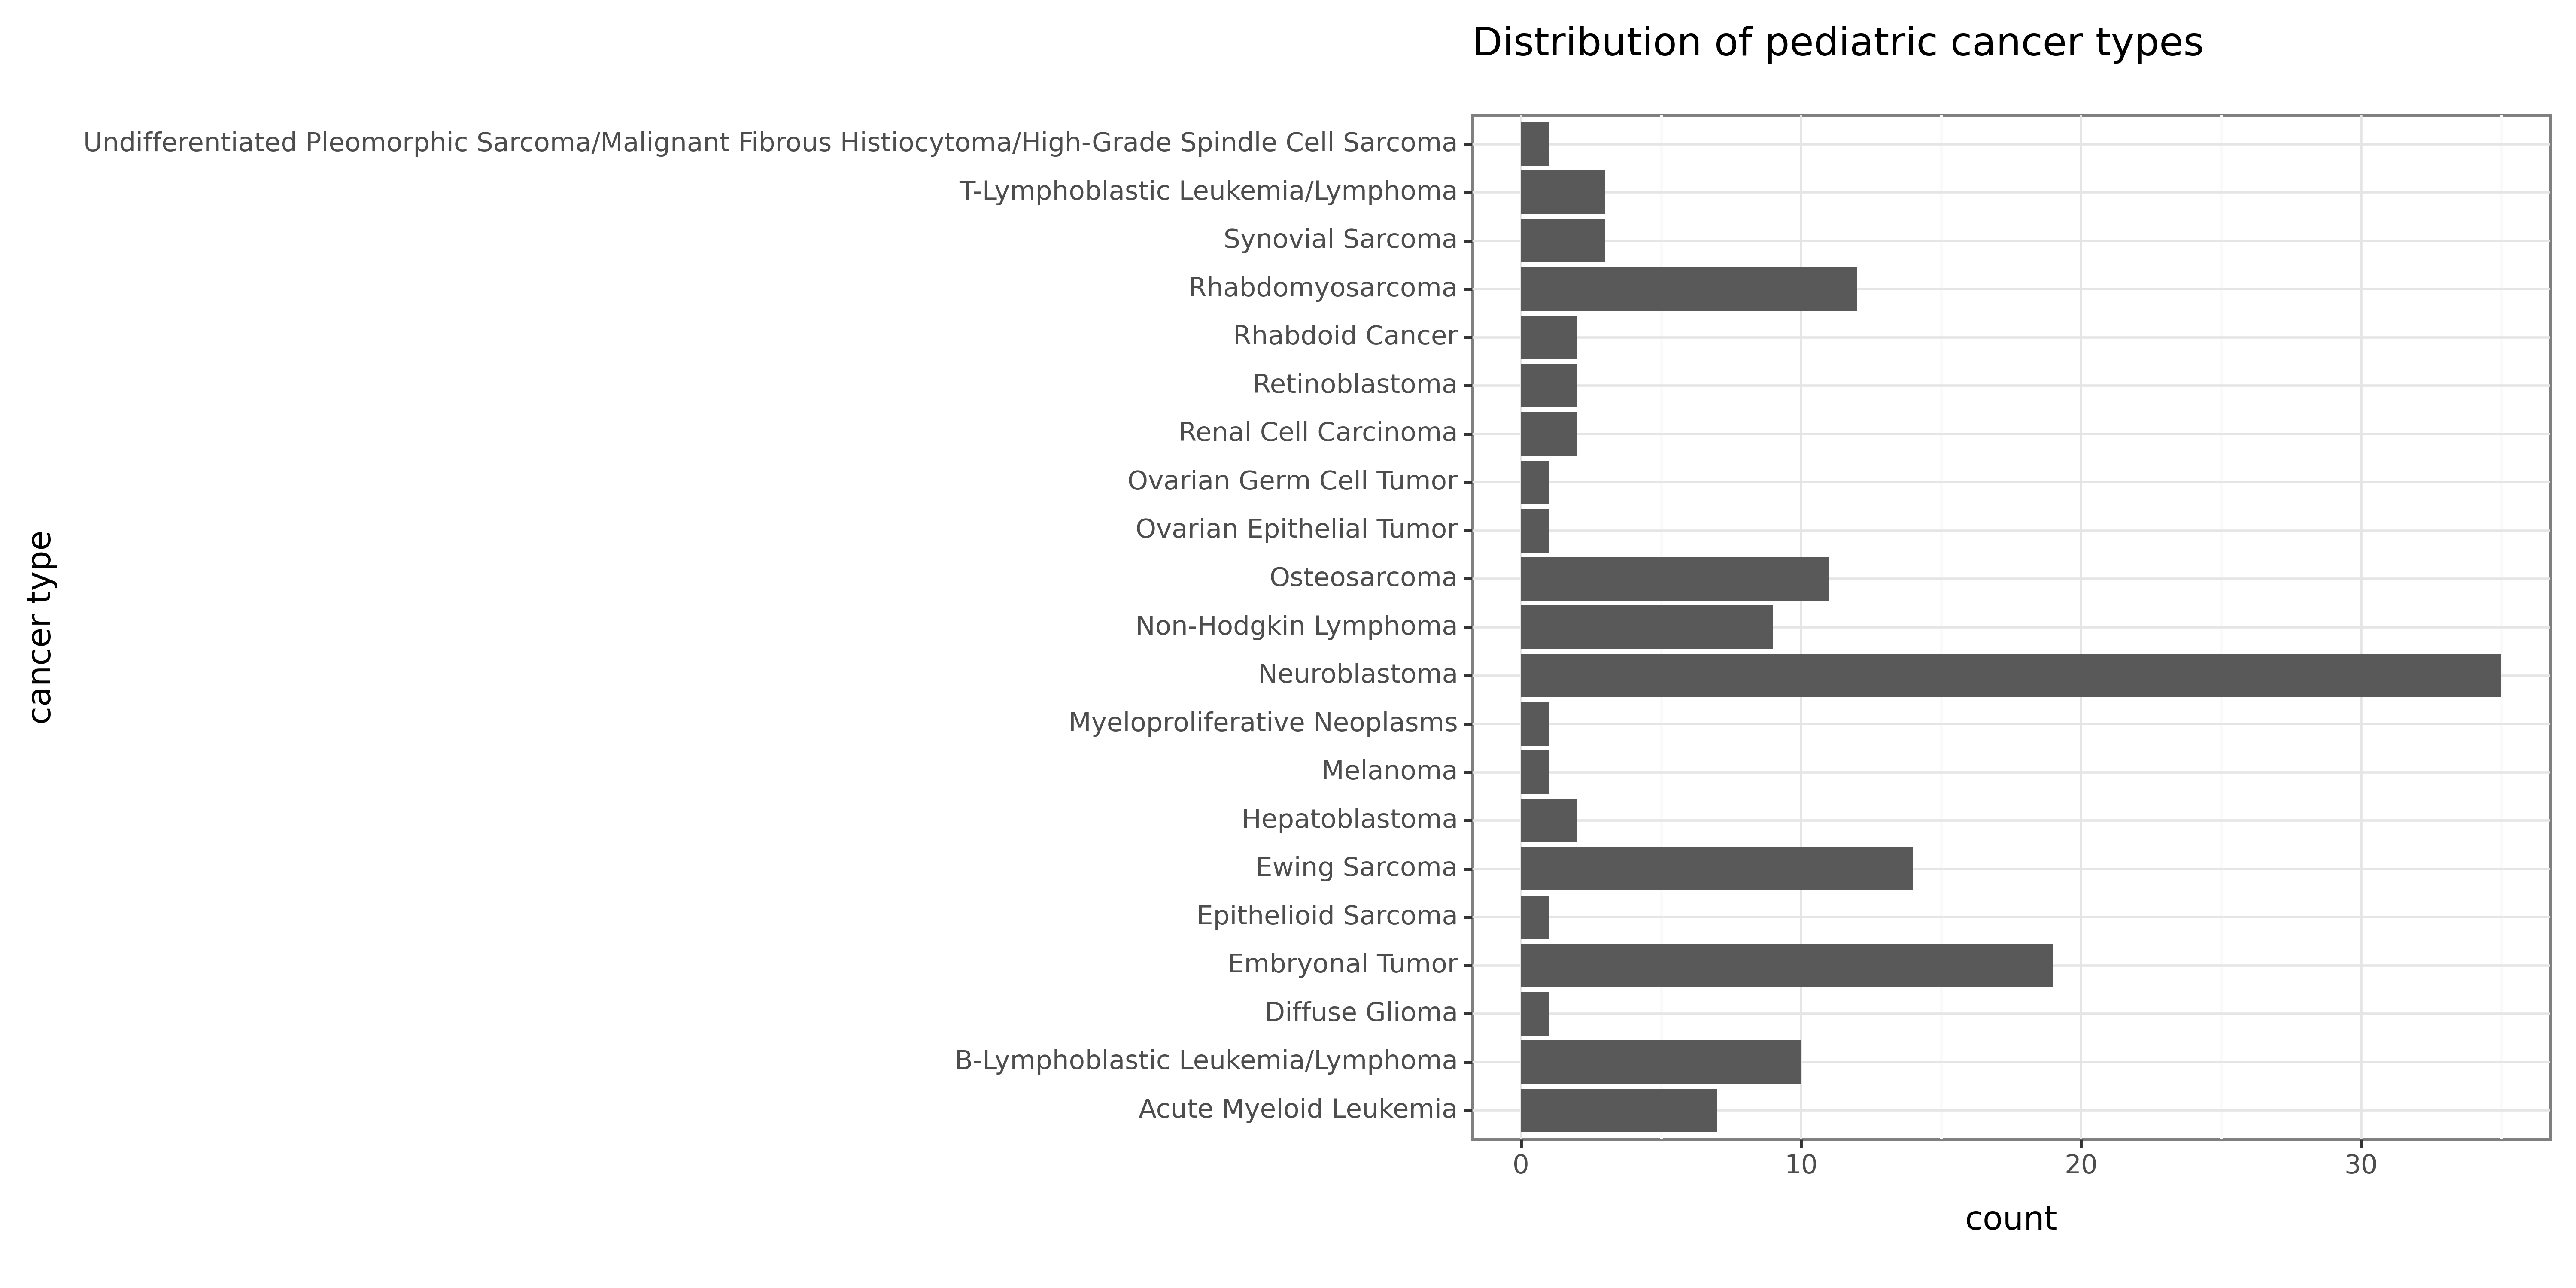 Distribution of pediatric cancer types
Undifferentiated Pleomorphic Sarcoma/Malignant Fibrous Histiocytoma/High-Grade Spindle Cell Sarcoma
T-Lymphoblastic Leukemia/Lymphoma
Synovial Sarcoma
Rhabdomyosarcoma
Rhabdoid Cancer
Retinoblastoma
Renal Cell Carcinoma
Ovarian Germ Cell Tumor
Ovarian Epithelial Tumor
Osteosarcoma
Non-Hodgkin Lymphoma
Neuroblastoma
Myeloproliferative Neoplasms
Melanoma
Hepatoblastoma
Ewing Sarcoma
Epithelioid Sarcoma
Embryonal Tumor
Diffuse Glioma
B-Lymphoblastic Leukemia/Lymphoma
Acute Myeloid Leukemia
cancer type
0 10 20 30
count